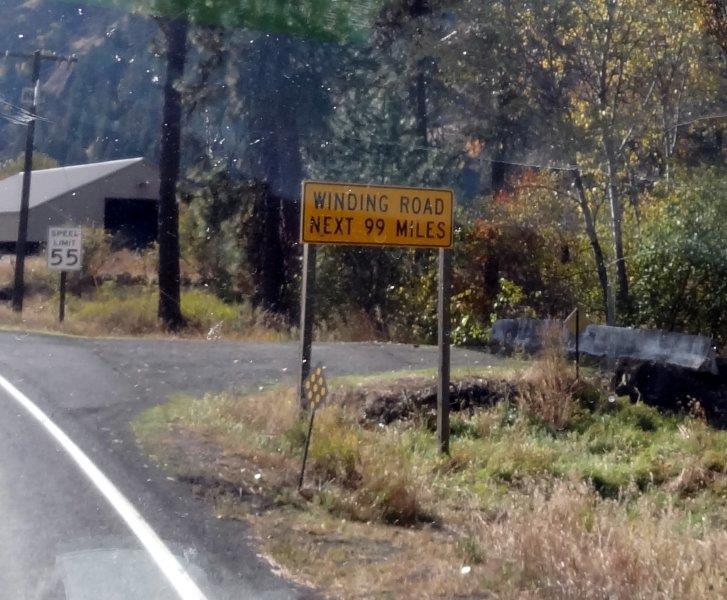 WINDING ROAD
NEXT 99 MILES
SPEED
LIMIT
55